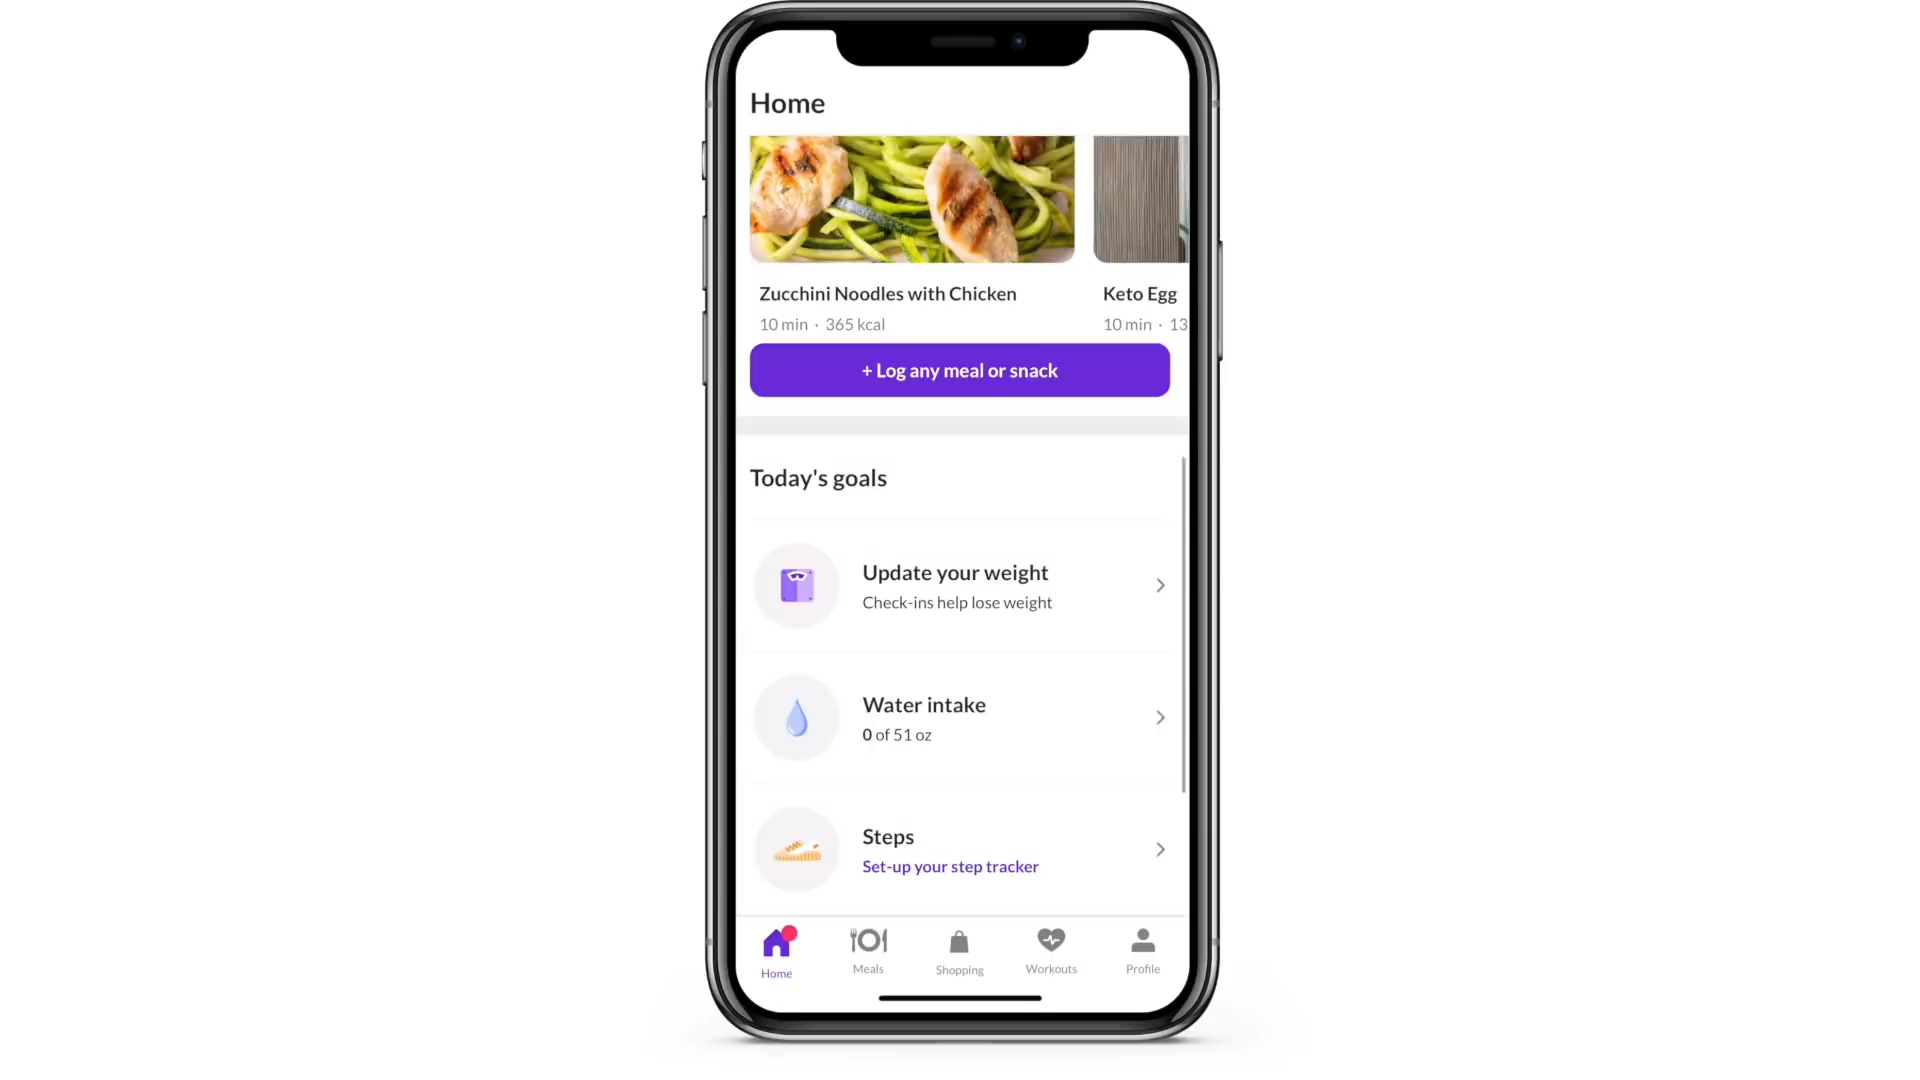 Home
Zucchini Noodles with Chicken
10 min · 365 kcal
Keto Egg
10 min · 13
+ Log any meal or snack
Today's goals
Update your weight
Check-ins help lose weight
Water intake
0 of 51 oz
Steps
Set-up your step tracker
Home
Meals
Shopping
Workouts
Profile